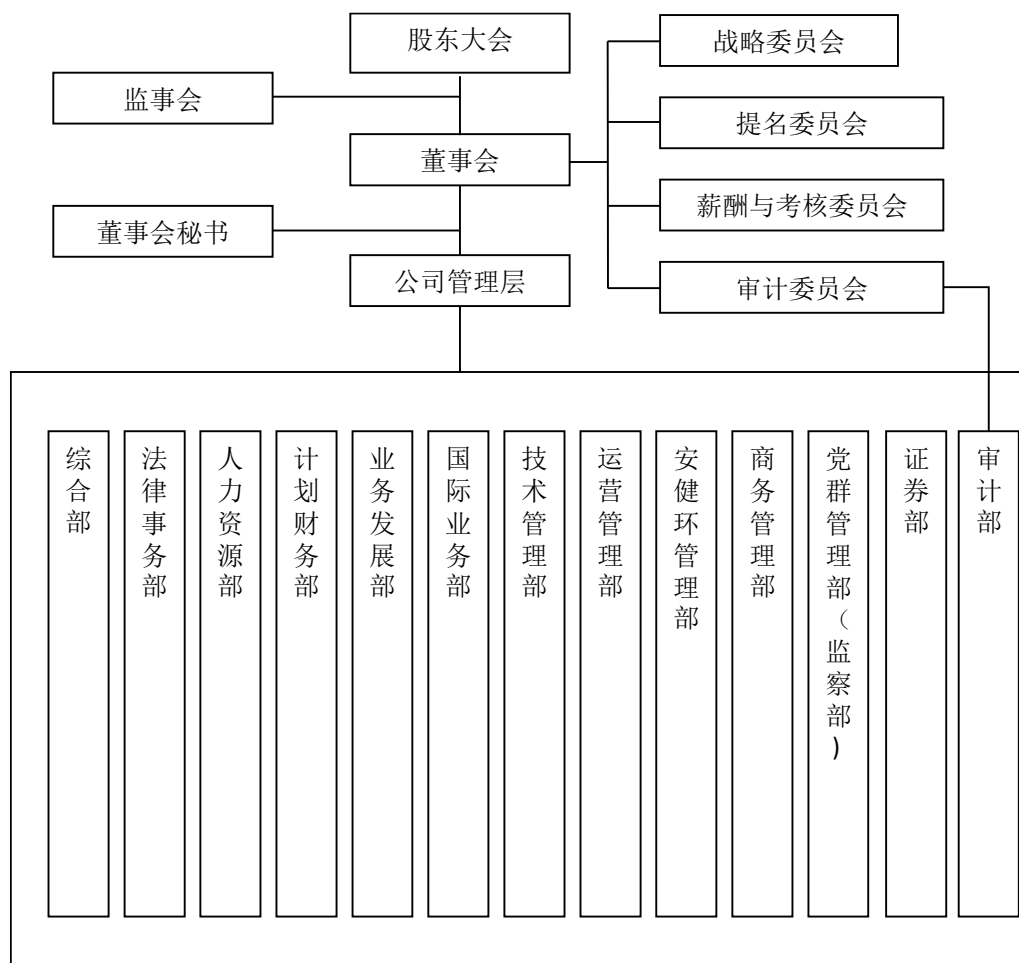 股东大会
战略委员会
监事会
提名委员会
董事会
薪酬与考核委员会
董事会秘书
公司管理层
审计委员会
综合部
法律事务部
人力资源部
计划财务部
业务发展部
国际业务部
技术管理部
运营管理部
安健环管理部
商务管理部
党群管理部（监察部)
证券部
审计部